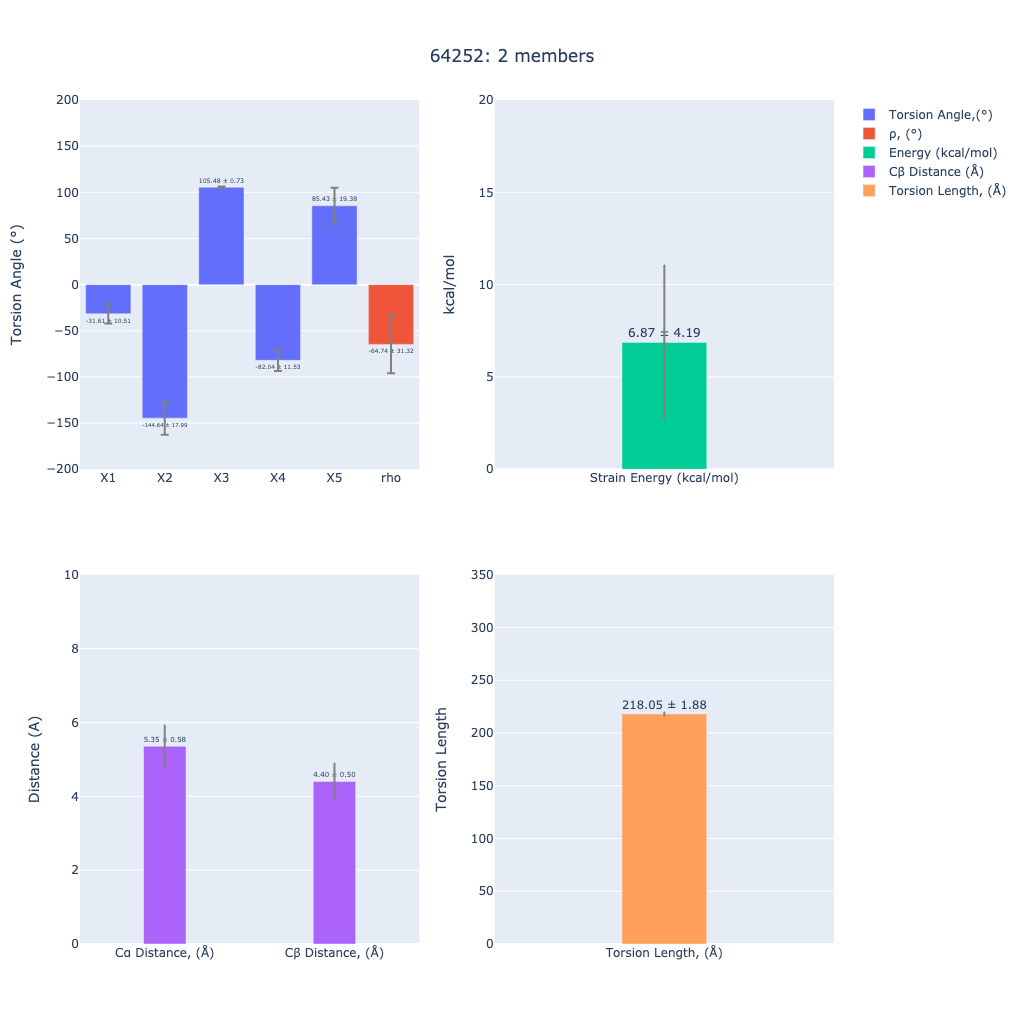 64252: 2 members
Torsion Angle (°)
200
150
100
50
0
−50
−100
−150
−200
-31.61 ± 10.51
-144.64 ± 17.99
105.48 ± 0.73
-82.04 ± 11.53
85.43 ± 19.38
-64.74 ± 31.32
X1 X2 X3 X4 X5 rho
kcal/mol
20
15
10
5
0
6.87 ± 4.19
Strain Energy (kcal/mol)
Torsion Angle,(°)
ρ, (°)
Energy (kcal/mol)
Cβ Distance (Å)
Torsion Length, (Å)
Distance (A)
10
8
6
4
2
0
5.35 ± 0.58
4.40 ± 0.50
Cα Distance, (Å) Cβ Distance, (Å)
Torsion Length
350
300
250
200
150
100
50
0
218.05 ± 1.88
Torsion Length, (Å)